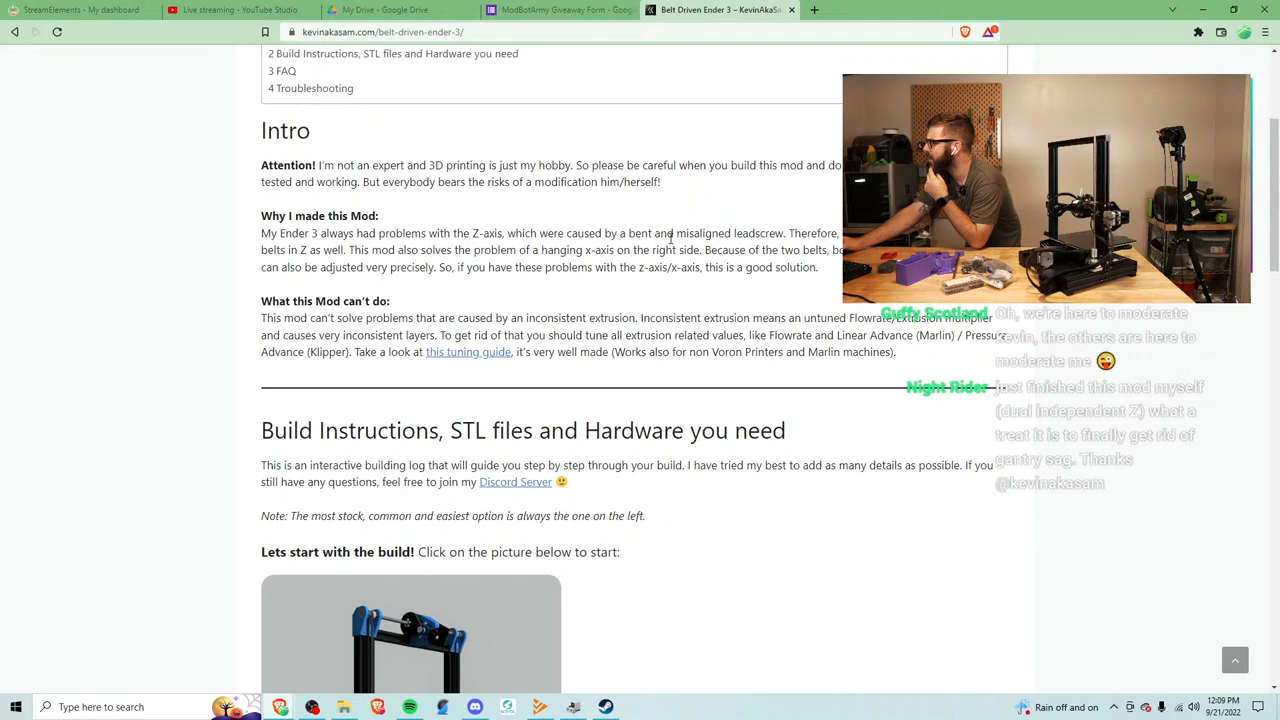 StreamElements - My dashboard
Live streaming - YouTube Studio
My Drive - Google Drive
ModBotArmy Giveaway Form - Goog
Belt Driven Ender 3 – KevinAkaSa
kevinakasam.com/belt-driven-ender-3/
2 Build Instructions, STL files and Hardware you need
3 FAQ
4 Troubleshooting
Intro
Attention! I'm not an expert and 3D printing is just my hobby. So please be careful when you build this mod and do
tested and working. But everybody bears the risks of a modification him/herself!
Why I made this Mod:
My Ender 3 always had problems with the Z-axis, which were caused by a bent and misaligned leadscrew. Therefore,
belts in Z as well. This mod also solves the problem of a hanging x-axis on the right side. Because of the two belts, bo
can also be adjusted very precisely. So, if you have these problems with the z-axis/x-axis, this is a good solution.
What this Mod can't do:
This mod can't solve problems that are caused by an inconsistent extrusion. Inconsistent extrusion means an untuned Flowrate/Extrusion multiplier
and causes very inconsistent layers. To get rid of that you should tune all extrusion related values, like Flowrate and Linear Advance (Marlin) / Pressure
Advance (Klipper). Take a look at this tuning guide, it's very well made (Works also for non Voron Printers and Marlin machines).
Guffy Scotland Oh, we're here to moderate
kevin, the others are here to
moderate me
Night Rider just finished this mod myself
(dual independent Z) what a
treat it is to finally get rid of
gantry sag. Thanks
@kevinakasam
Build Instructions, STL files and Hardware you need
This is an interactive building log that will guide you step by step through your build. I have tried my best to add as many details as possible. If you
still have any questions, feel free to join my Discord Server
Note: The most stock, common and easiest option is always the one on the left.
Lets start with the build! Click on the picture below to start:
Type here to search
Rain off and on
12:09 PM
9/21/2022